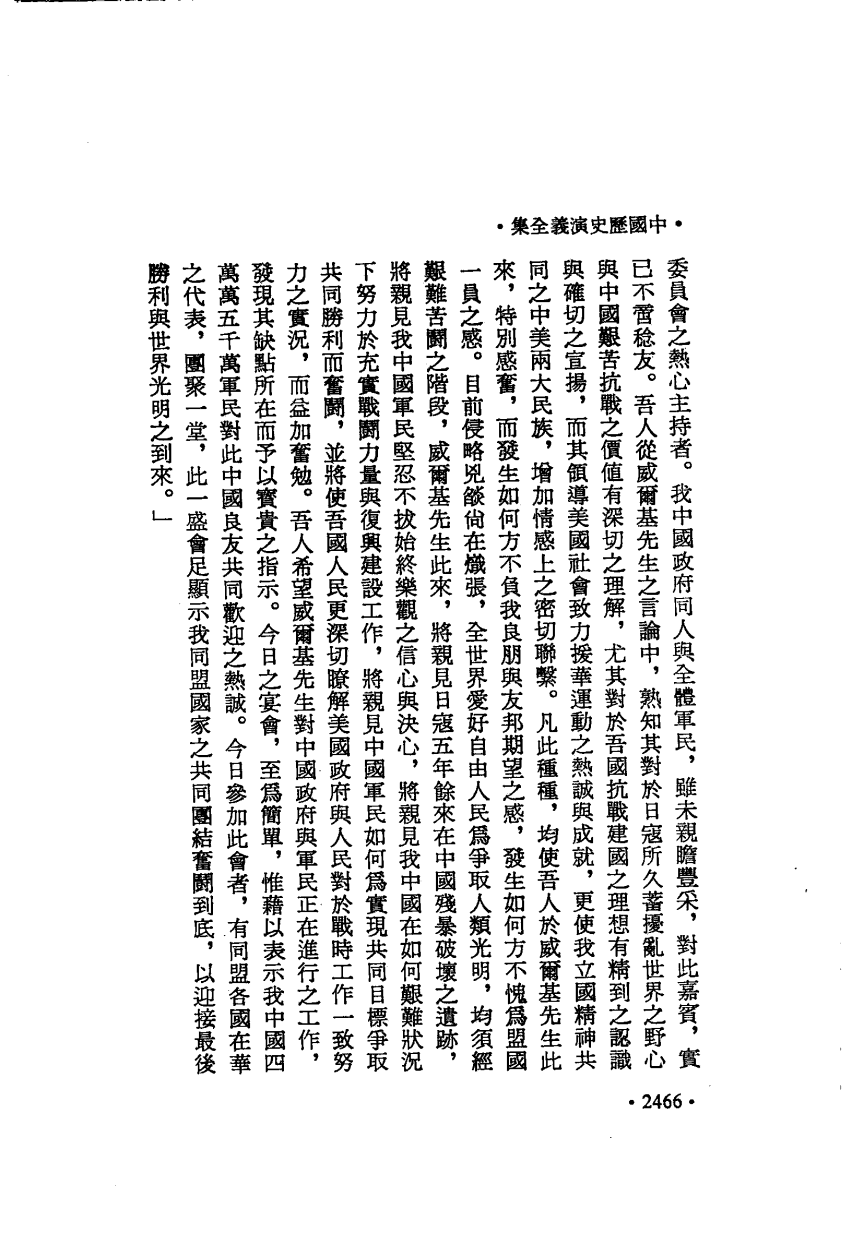 •中國歷史演義全集•
委員會之熱心主持者。我中國政府同人與全體軍民，雖未親瞻豐采，對此嘉賓，實
已不啻稔友。吾人從威爾基先生之言論中，熟知其對於日寇所久蓄擾亂世界之野心
與中國艱苦抗戰之價值有深切之理解，尤其對於吾國抗戰建國之理想有精到之認識
與確切之宣揚，而其領導美國社會致力援華運動之熱誠與成就，更使我立國精神共
同之中美兩大民族，增加情感上之密切聯繫。凡此種種，均使吾人於威爾基先生此
來，特別感奮，而發生如何方不負我良朋與友邦期望之感，發生如何方不愧爲盟國
一員之感。目前侵略兇燄尚在熾張，全世界愛好自由人民爲爭取人類光明，均須經
艱難苦鬪之階段，威爾基先生此來，將親見日寇五年餘來在中國殘暴破壞之遺跡，
將親見我中國軍民堅忍不拔始終樂觀之信心與決心，將親見我中國在如何艱難狀況
下努力於充實戰鬪力量與復興建設工作，將親見中國軍民如何爲實現共同目標爭取
共同勝利而奮鬪，並將使吾國人民更深切瞭解美國政府與人民對於戰時工作一致努
力之實況，而益加奮勉。吾人希望威爾基先生對中國政府與軍民正在進行之工作，
發現其缺點所在而予以寶貴之指示。今日之宴會，至爲簡單，惟藉以表示我中國四
萬萬五千萬軍民對此中國良友共同歡迎之熱誠。今日參加此會者，有同盟各國在華
之代表，團聚一堂，此一盛會足顯示我同盟國家之共同團結奮鬪到底，以迎接最後
勝利與世界光明之到來。」
•2466•